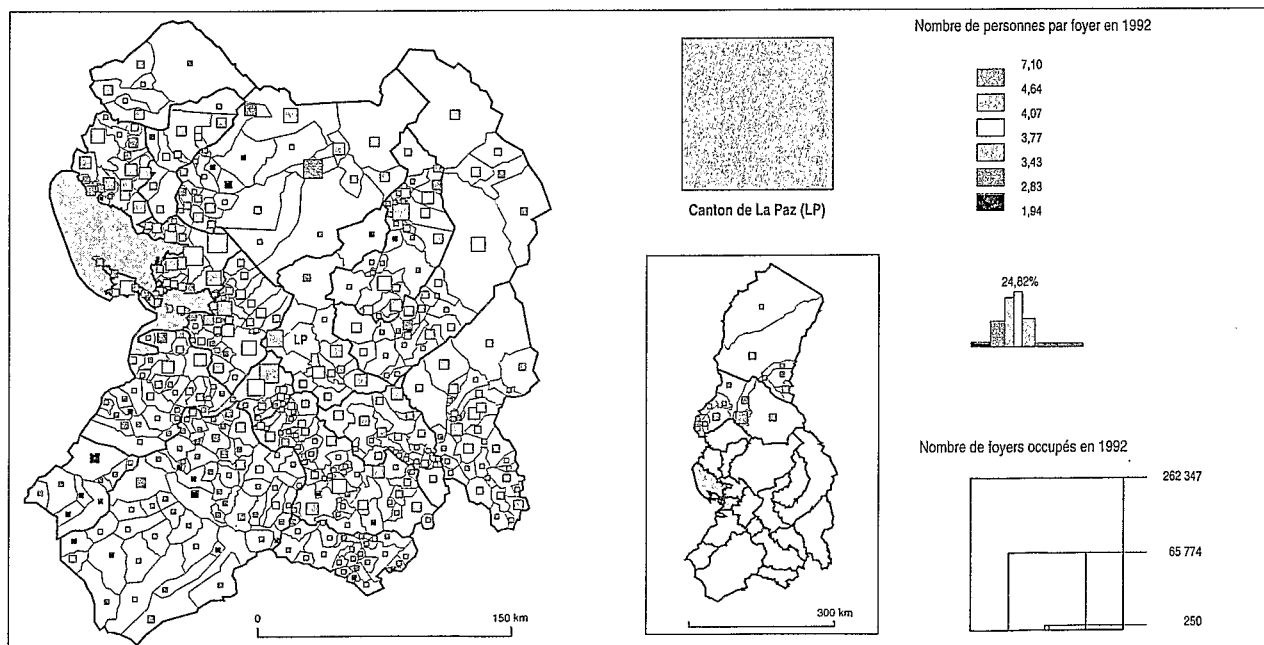 Nombre de personnes par foyer en 1992
7,10
4,64
4,07
3,77
3,43
2,83
1,94
Canton de La Paz (LP)
24,82%
LP
Nombre de foyers occupés en 1992
262 347
65 774
250
0
150 km
300 km